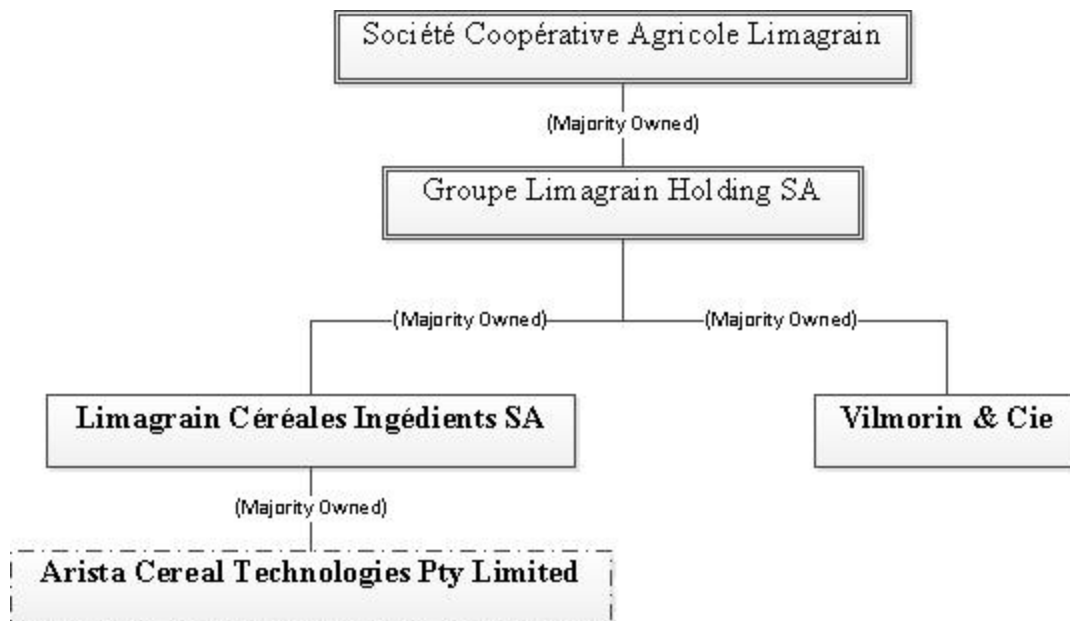 Société Coopérative Agricole Limagrain
(Majority Owned)
Groupe Limagrain Holding SA
(Majority Owned)
(Majority Owned)
Limagrain Céréales Ingédients SA
Vilmorin & Cie
(Majority Owned)
Arista Cereal Technologies Pty Limited